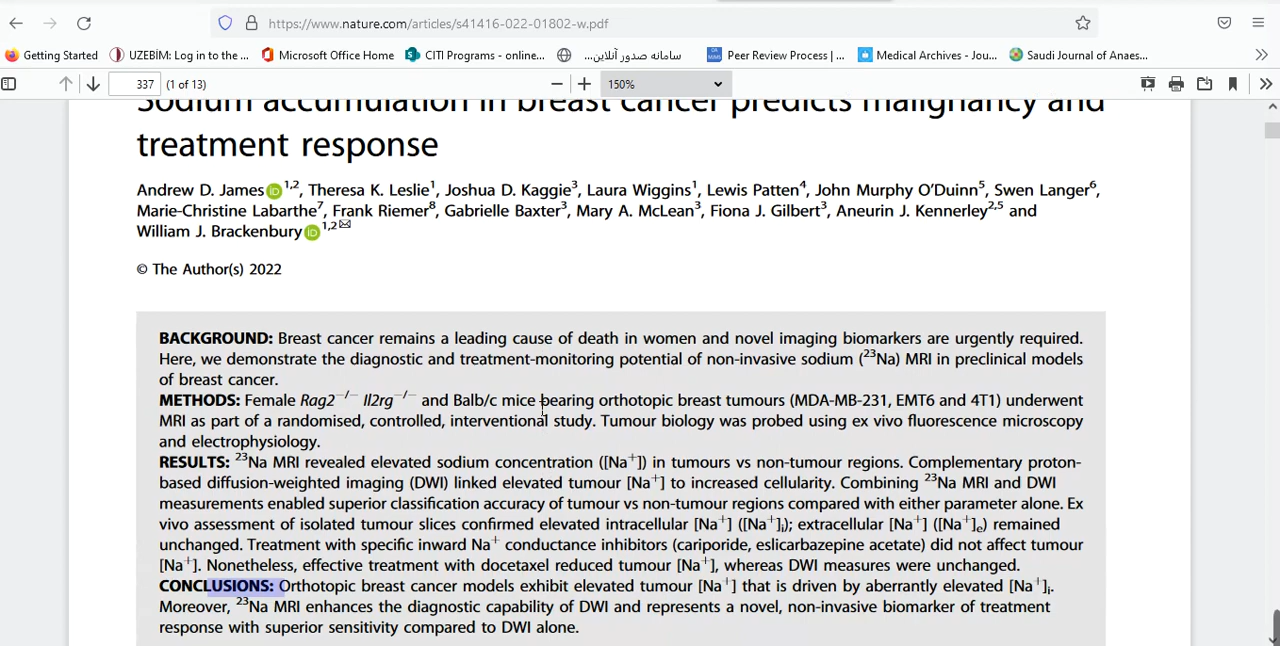 https://www.nature.com/articles/s41416-022-01802-w.pdf
Getting Started UZEBİM: Log in to the ... Microsoft Office Home CITI Programs - online... سامانه صدور آنلاین... Peer Review Process | ... Medical Archives - Jou... Saudi Journal of Anaes...
337 (1 of 13) 150%
Sodium accumulation in breast cancer predicts malignancy and
treatment response
Andrew D. James iD 1,2, Theresa K. Leslie1, Joshua D. Kaggie3, Laura Wiggins1, Lewis Patten4, John Murphy O'Duinn5, Swen Langer6,
Marie-Christine Labarthe7, Frank Riemer8, Gabrielle Baxter3, Mary A. McLean3, Fiona J. Gilbert3, Aneurin J. Kennerley2,5 and
William J. Brackenbury iD 1,2✉
© The Author(s) 2022
BACKGROUND: Breast cancer remains a leading cause of death in women and novel imaging biomarkers are urgently required.
Here, we demonstrate the diagnostic and treatment-monitoring potential of non-invasive sodium (23Na) MRI in preclinical models
of breast cancer.
METHODS: Female Rag2−/− Il2rg−/− and Balb/c mice bearing orthotopic breast tumours (MDA-MB-231, EMT6 and 4T1) underwent
MRI as part of a randomised, controlled, interventional study. Tumour biology was probed using ex vivo fluorescence microscopy
and electrophysiology.
RESULTS: 23Na MRI revealed elevated sodium concentration ([Na+]) in tumours vs non-tumour regions. Complementary proton-
based diffusion-weighted imaging (DWI) linked elevated tumour [Na+] to increased cellularity. Combining 23Na MRI and DWI
measurements enabled superior classification accuracy of tumour vs non-tumour regions compared with either parameter alone. Ex
vivo assessment of isolated tumour slices confirmed elevated intracellular [Na+] ([Na+]i); extracellular [Na+] ([Na+]e) remained
unchanged. Treatment with specific inward Na+ conductance inhibitors (cariporide, eslicarbazepine acetate) did not affect tumour
[Na+]. Nonetheless, effective treatment with docetaxel reduced tumour [Na+], whereas DWI measures were unchanged.
CONCLUSIONS: Orthotopic breast cancer models exhibit elevated tumour [Na+] that is driven by aberrantly elevated [Na+]i.
Moreover, 23Na MRI enhances the diagnostic capability of DWI and represents a novel, non-invasive biomarker of treatment
response with superior sensitivity compared to DWI alone.